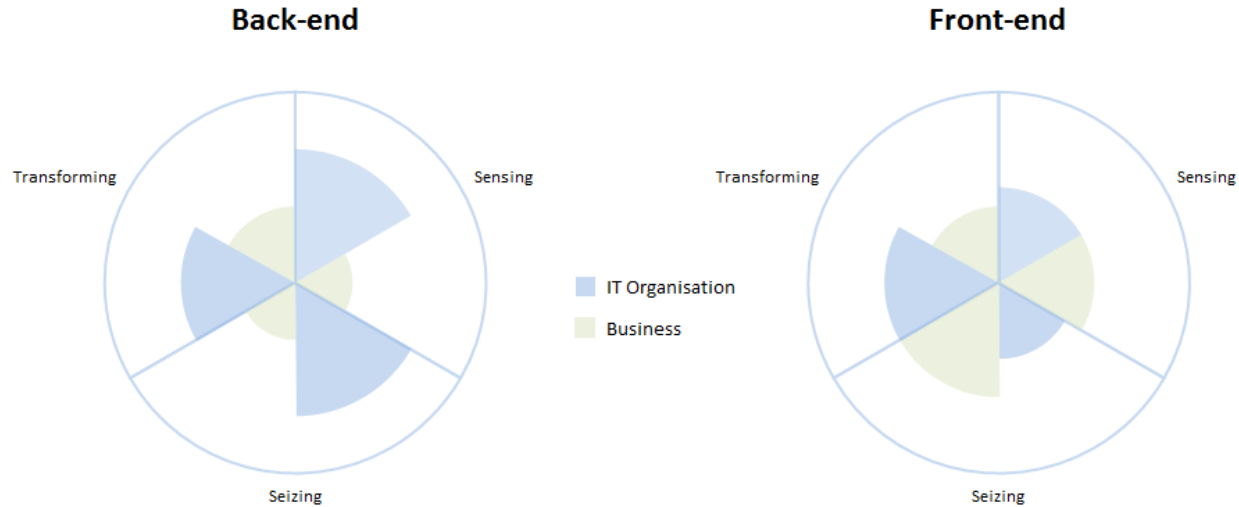 Back-end
Front-end
Transforming
Sensing
Transforming
Sensing
IT Organisation
Business
Seizing
Seizing